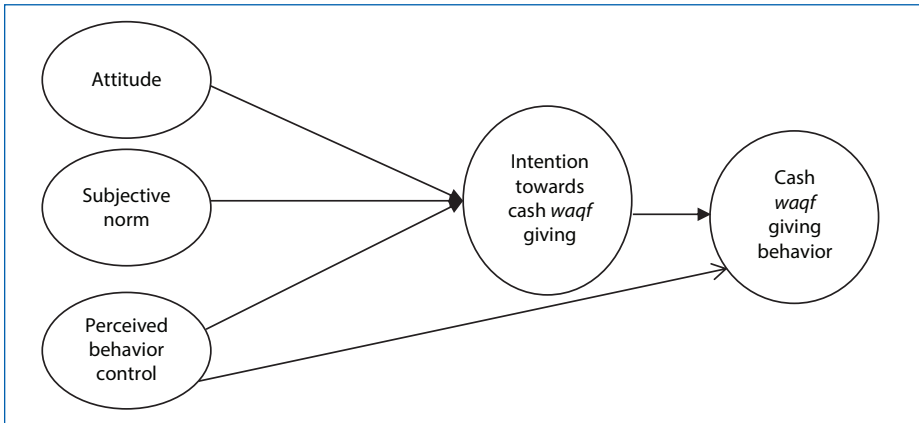 Attitude
Subjective
norm
Perceived
behavior
control
Intention
towards
cash waqf
giving
Cash
waqf
giving
behavior